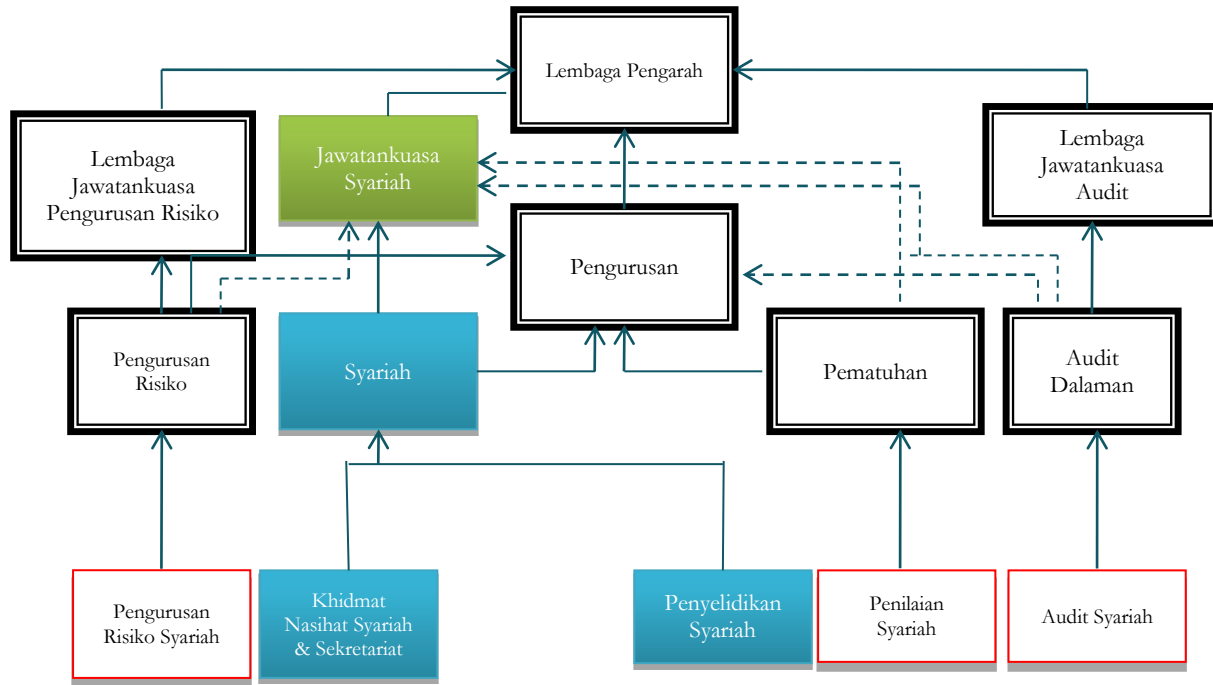 Lembaga Pengarah
Lembaga
Jawatankuasa
Pengurusan Risiko
Jawatankuasa
Syariah
Lembaga
Jawatankuasa
Audit
Pengurusan
Pengurusan
Risiko
Syariah
Pematuhan
Audit
Dalaman
Pengurusan
Risiko Syariah
Khidmat
Nasihat Syariah
& Sekretariat
Penyelidikan
Syariah
Penilaian
Syariah
Audit Syariah